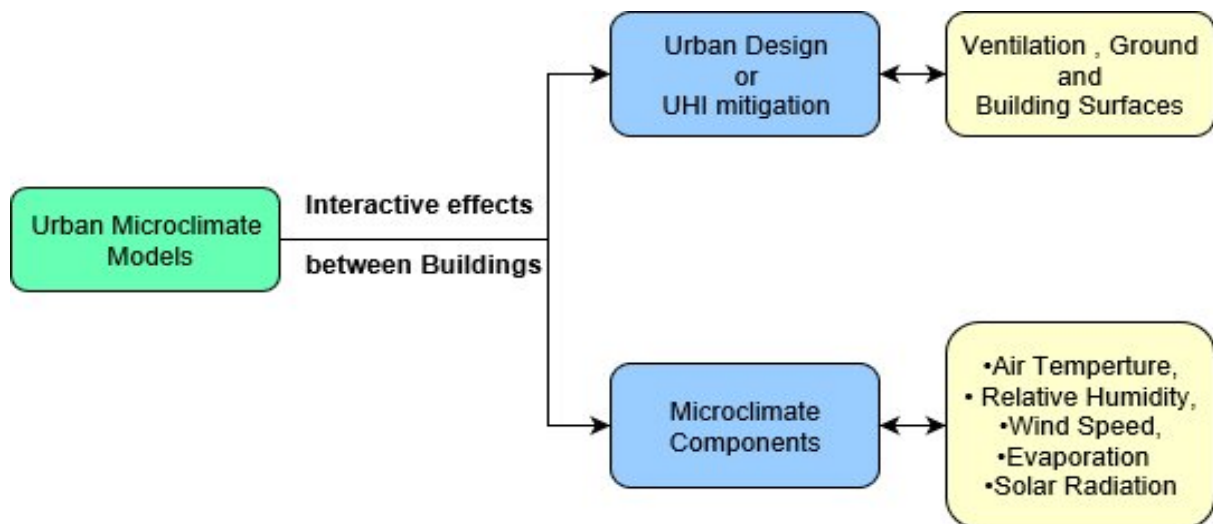 Urban Microclimate
Models
Interactive effects
between Buildings
Urban Design
or
UHI mitigation
Ventilation , Ground
and
Building Surfaces
Microclimate
Components
•Air Temperture,
• Relative Humidity,
•Wind Speed,
•Evaporation
•Solar Radiation